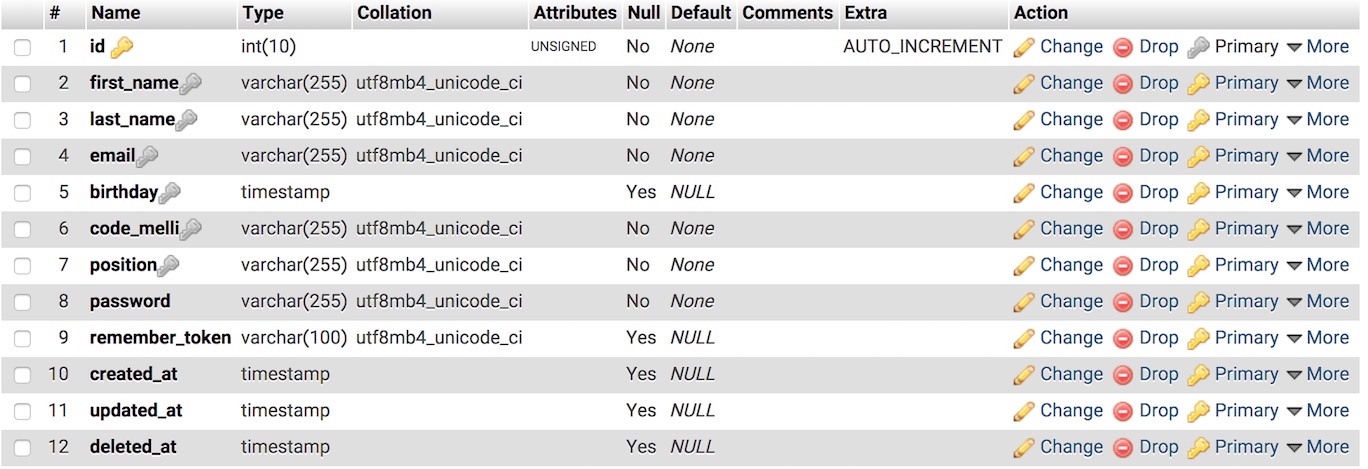 # Name Type Collation Attributes Null Default Comments Extra Action
1 id int(10) UNSIGNED No None AUTO_INCREMENT Change Drop Primary More
2 first_name varchar(255) utf8mb4_unicode_ci No None Change Drop Primary More
3 last_name varchar(255) utf8mb4_unicode_ci No None Change Drop Primary More
4 email varchar(255) utf8mb4_unicode_ci No None Change Drop Primary More
5 birthday timestamp Yes NULL Change Drop Primary More
6 code_melli varchar(255) utf8mb4_unicode_ci No None Change Drop Primary More
7 position varchar(255) utf8mb4_unicode_ci No None Change Drop Primary More
8 password varchar(255) utf8mb4_unicode_ci No None Change Drop Primary More
9 remember_token varchar(100) utf8mb4_unicode_ci Yes NULL Change Drop Primary More
10 created_at timestamp Yes NULL Change Drop Primary More
11 updated_at timestamp Yes NULL Change Drop Primary More
12 deleted_at timestamp Yes NULL Change Drop Primary More